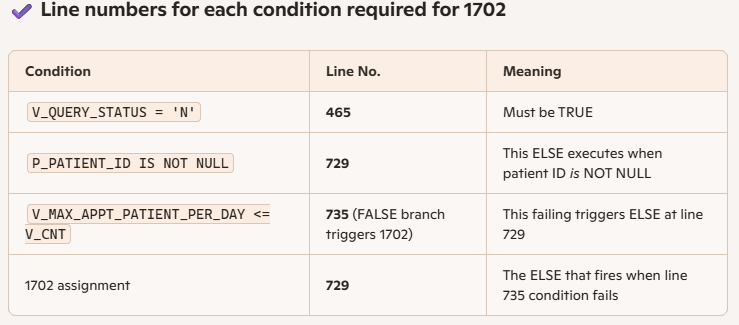 Line numbers for each condition required for 1702
Condition Line No. Meaning
V_QUERY_STATUS = 'N' 465 Must be TRUE
P_PATIENT_ID IS NOT NULL 729 This ELSE executes when
patient ID is NOT NULL
V_MAX_APPT_PATIENT_PER_DAY <= 735 (FALSE branch This failing triggers ELSE at line
V_CNT triggers 1702) 729
1702 assignment 729 The ELSE that fires when line
735 condition fails